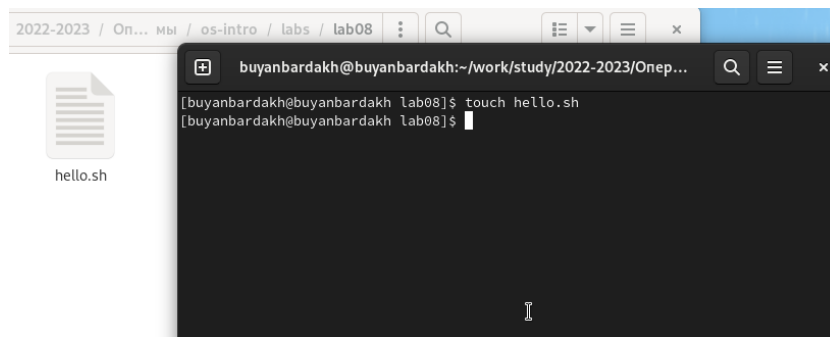 2022-2023 / Оп... мы / os-intro / labs / lab08
buyanbardakh@buyanbardakh:~/work/study/2022-2023/Опер...
[buyanbardakh@buyanbardakh lab08]$ touch hello.sh
[buyanbardakh@buyanbardakh lab08]$
hello.sh